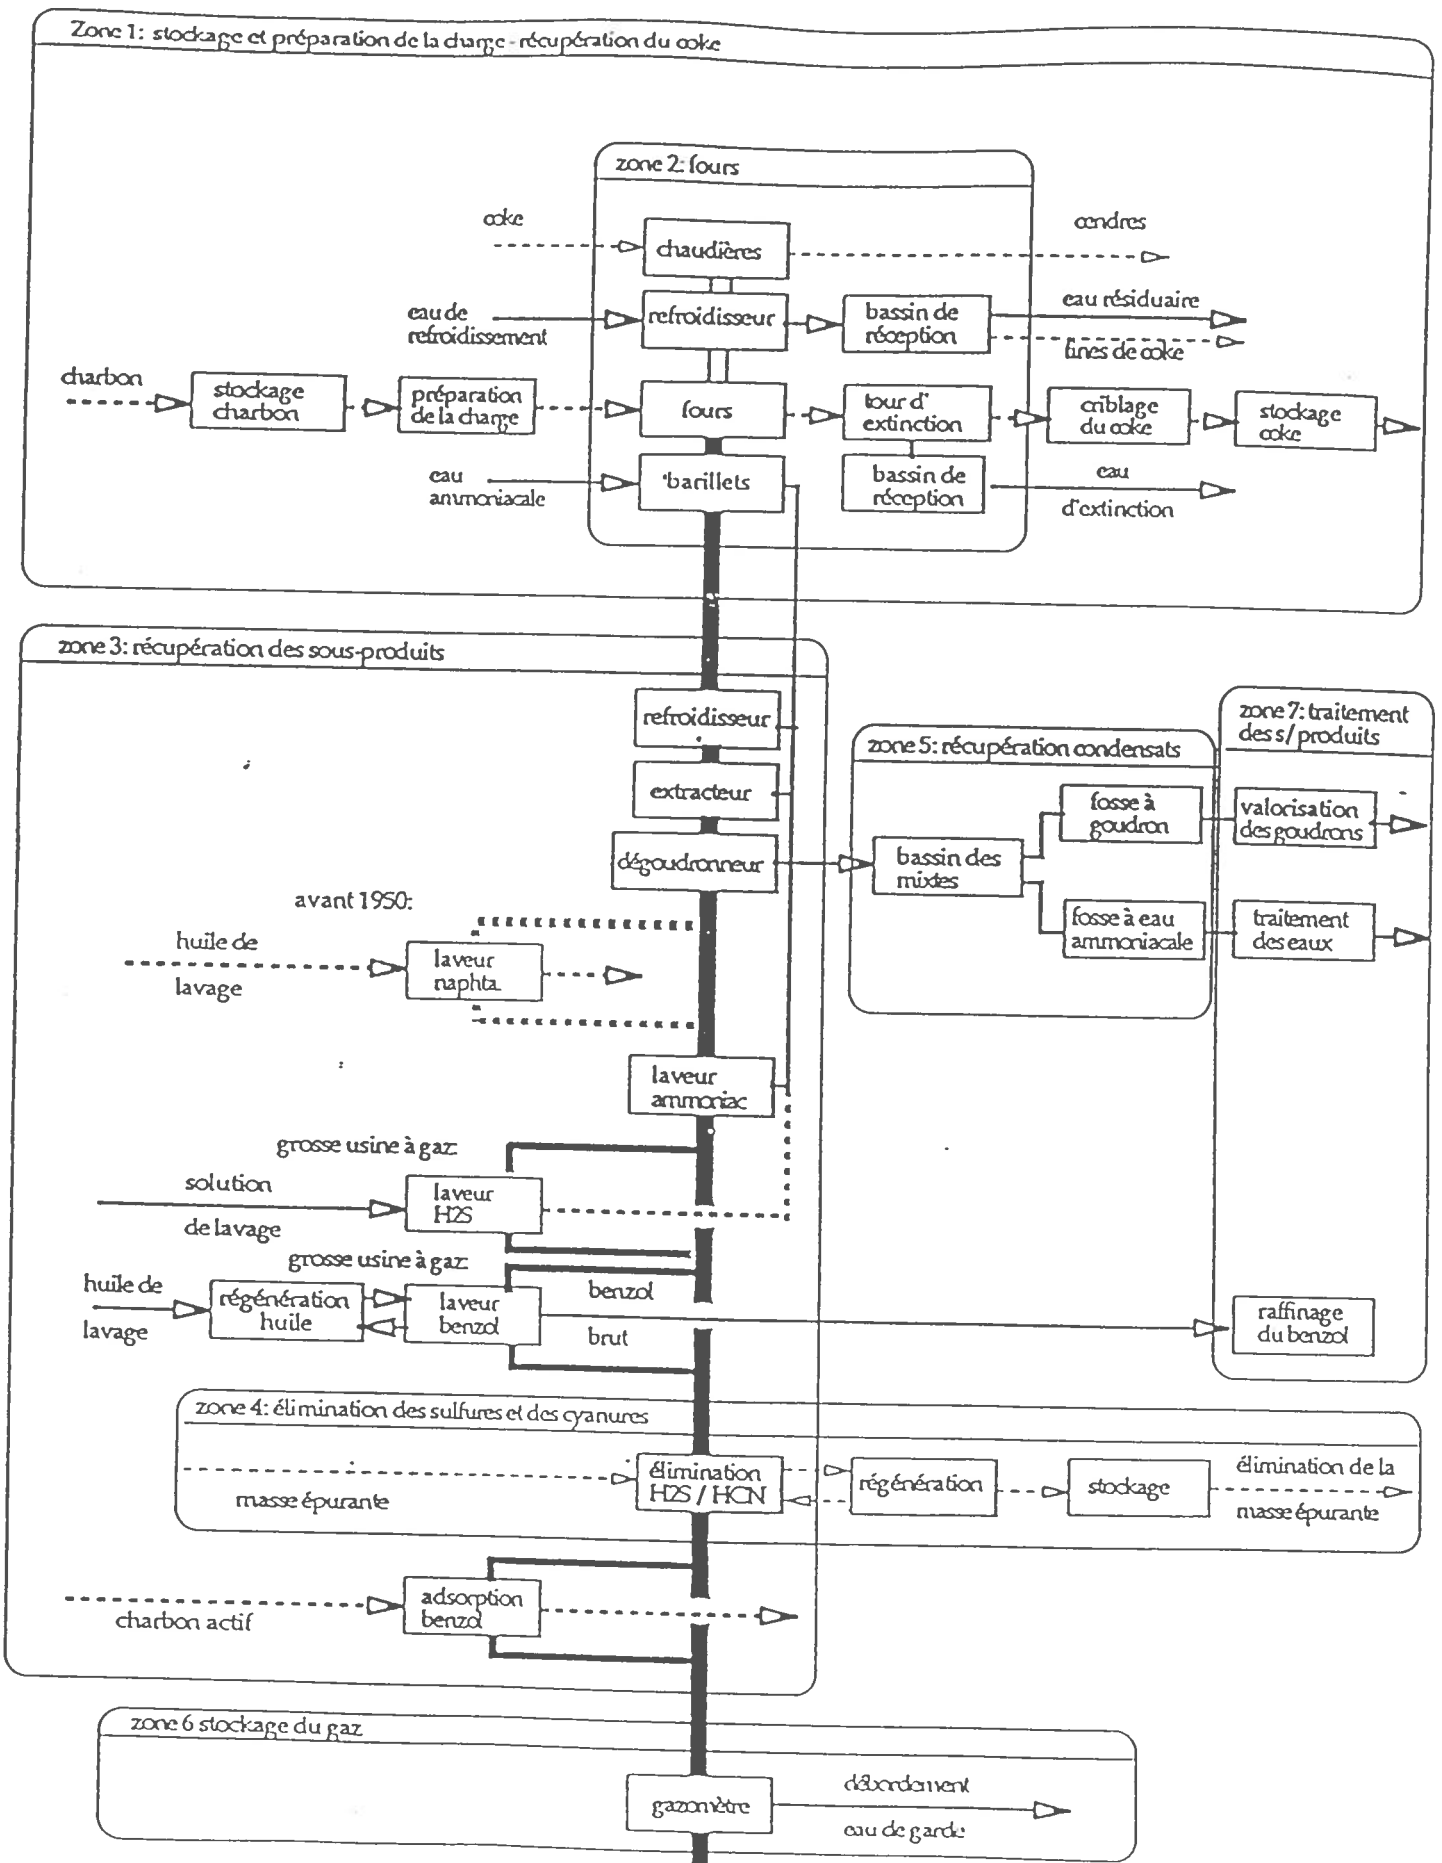 Zone 1: stockage et préparation de la charge - récupération du coke
zone 2: fours
coke
chaudières
cendres
eau de
refroidissement
refroidisseur
bassin de
réception
eau résiduaire
fines de coke
charbon
stockage
charbon
préparation
de la charge
fours
tour d'
extinction
criblage
du coke
stockage
coke
eau
ammoniacale
barillets
bassin de
réception
eau
d'extinction
zone 3: récupération des sous-produits
refroidisseur
extracteur
dégoudronneur
zone 5: récupération condensats
bassin des
mixtes
fosse à
goudron
fosse à eau
ammoniacale
zone 7: traitement
des s/produits
valorisation
des goudrons
traitement
des eaux
avant 1950:
huile de
lavage
laveur
naphta
laveur
ammoniac
grosse usine à gaz
solution
de lavage
laveur
H2S
grosse usine à gaz
huile de
lavage
régénération
huile
laveur
benzol
benzol
brut
raffinage
du benzol
zone 4: élimination des sulfures et des cyanures
masse épurante
élimination
H2S / HCN
régénération
stockage
élimination de la
masse épurante
charbon actif
adsorption
benzol
zone 6 stockage du gaz
gazomètre
débordement
eau de garde